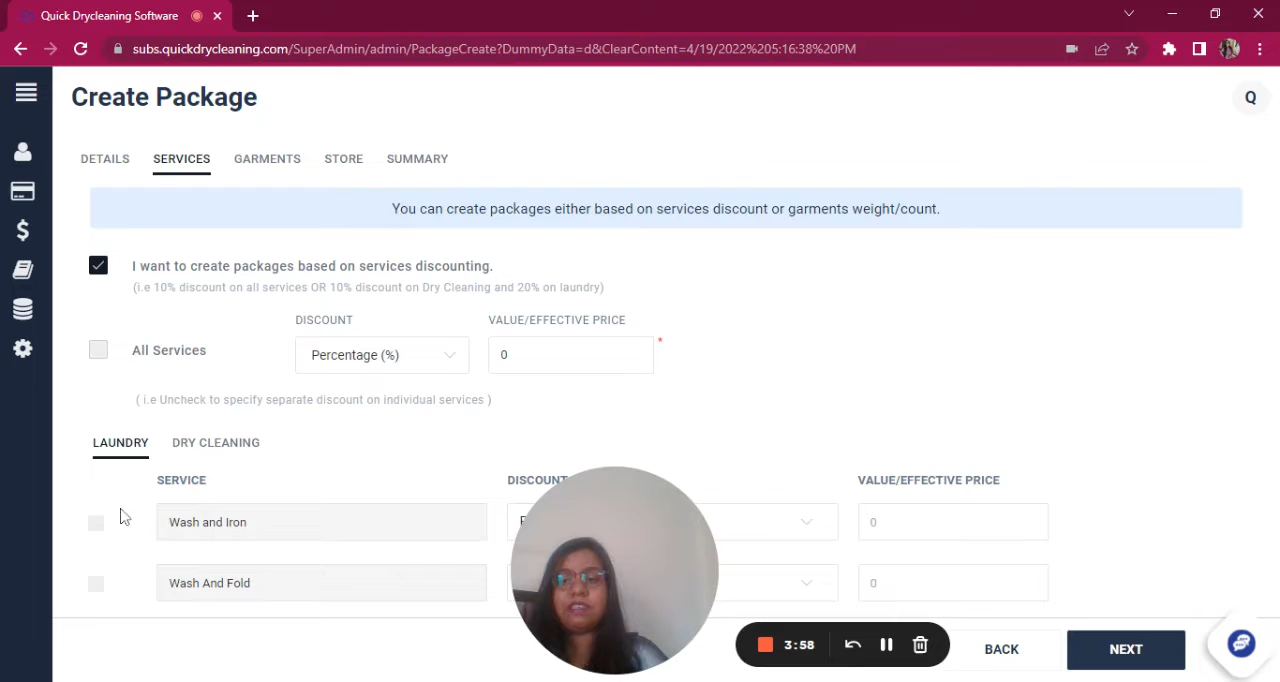 Quick Drycleaning Software
subs.quickdrycleaning.com/SuperAdmin/admin/PackageCreate?DummyData=d&ClearContent=4/19/2022%205:16:38%20PM
Create Package
Q
DETAILS SERVICES GARMENTS STORE SUMMARY
You can create packages either based on services discount or garments weight/count.
I want to create packages based on services discounting.
(i.e 10% discount on all services OR 10% discount on Dry Cleaning and 20% on laundry)
DISCOUNT VALUE/EFFECTIVE PRICE
All Services Percentage (%) 0 *
( i.e Uncheck to specify separate discount on individual services )
LAUNDRY DRY CLEANING
SERVICE DISCOUNT VALUE/EFFECTIVE PRICE
Wash and Iron 0
Wash And Fold 0
3:58 BACK NEXT